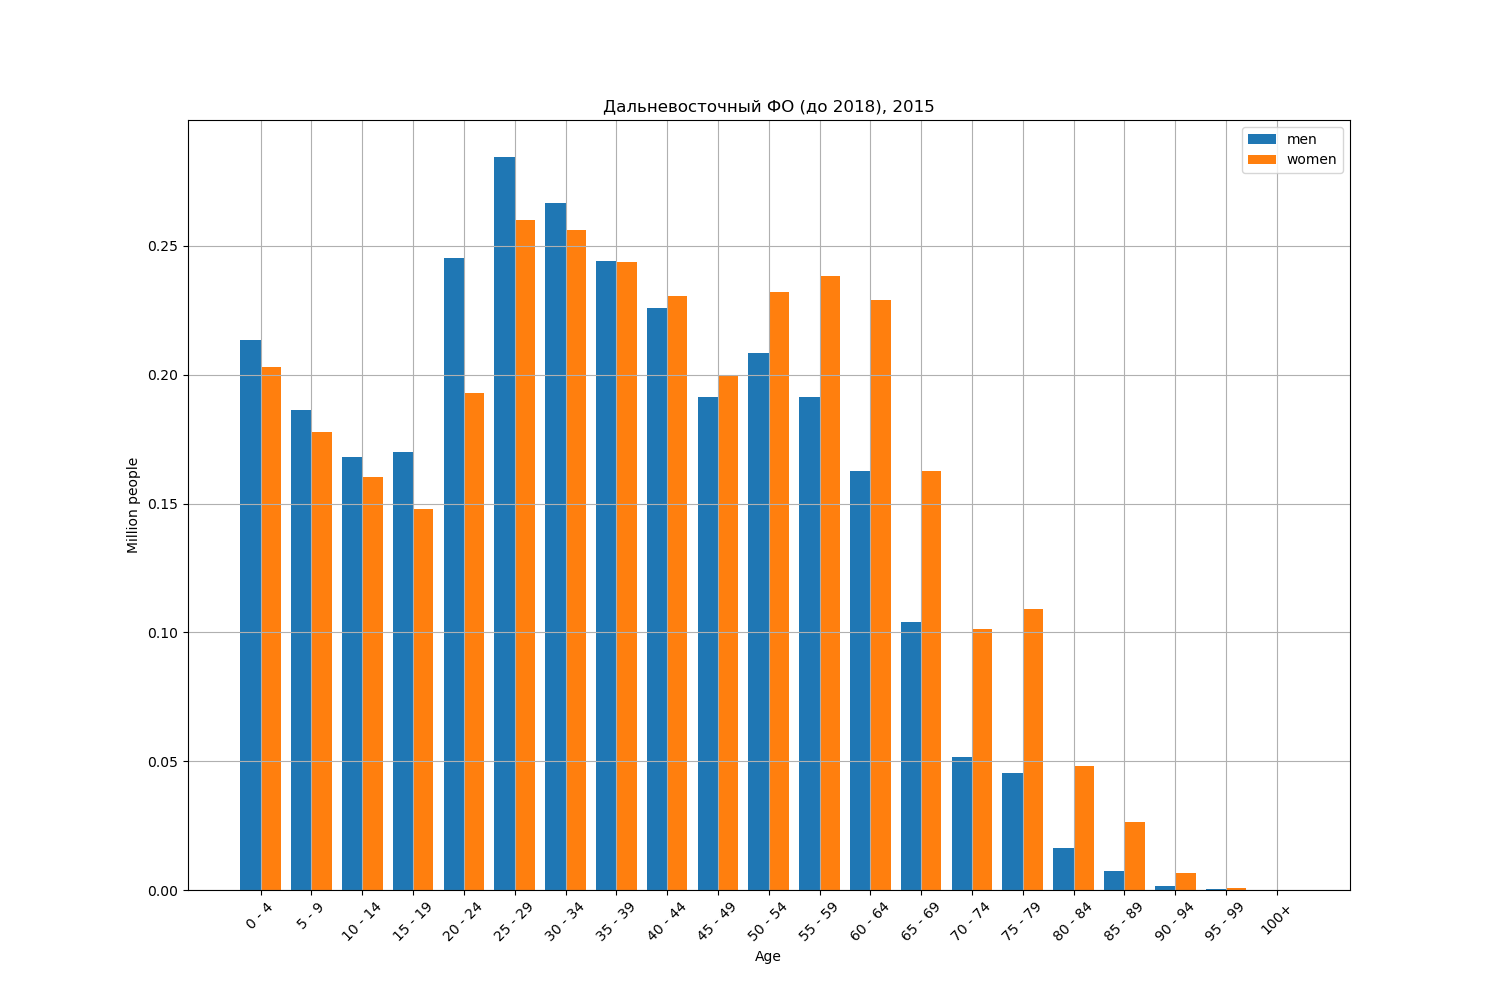 Дальневосточный ФО (до 2018), 2015
men
women
0.25
0.20
0.15
0.10
0.05
0.00
Million people
0 - 4
5 - 9
10 - 14
15 - 19
20 - 24
25 - 29
30 - 34
35 - 39
40 - 44
45 - 49
50 - 54
55 - 59
60 - 64
65 - 69
70 - 74
75 - 79
80 - 84
85 - 89
90 - 94
95 - 99
100+
Age